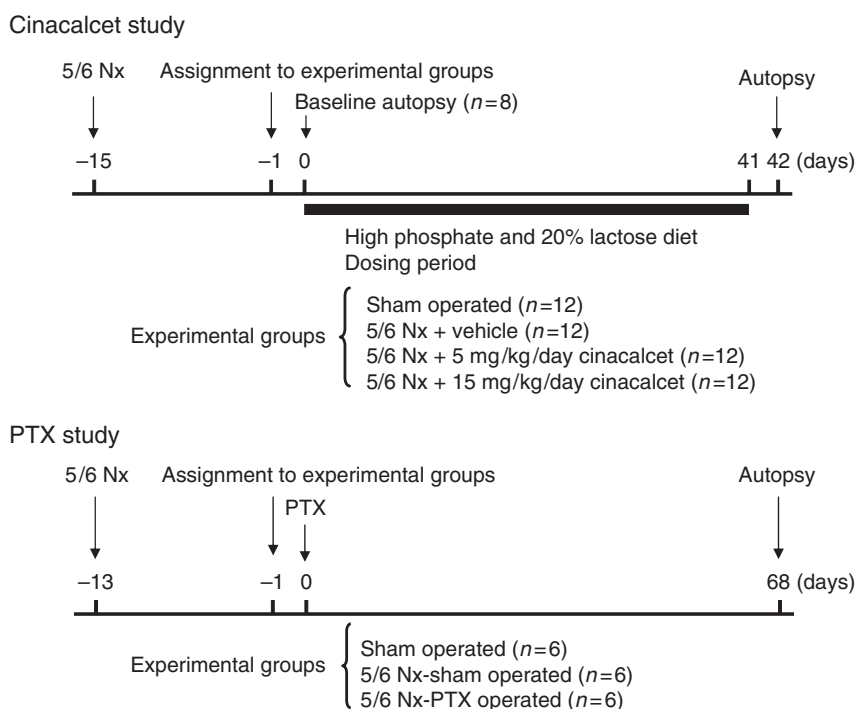 Cinacalcet study
5/6 Nx Assignment to experimental groups Autopsy
Baseline autopsy (n=8)
–15 –1 0 41 42 (days)
High phosphate and 20% lactose diet
Dosing period
Experimental groups
Sham operated (n=12)
5/6 Nx + vehicle (n=12)
5/6 Nx + 5 mg/kg/day cinacalcet (n=12)
5/6 Nx + 15 mg/kg/day cinacalcet (n=12)
PTX study
5/6 Nx Assignment to experimental groups Autopsy
PTX
–13 –1 0 68 (days)
Experimental groups
Sham operated (n=6)
5/6 Nx-sham operated (n=6)
5/6 Nx-PTX operated (n=6)